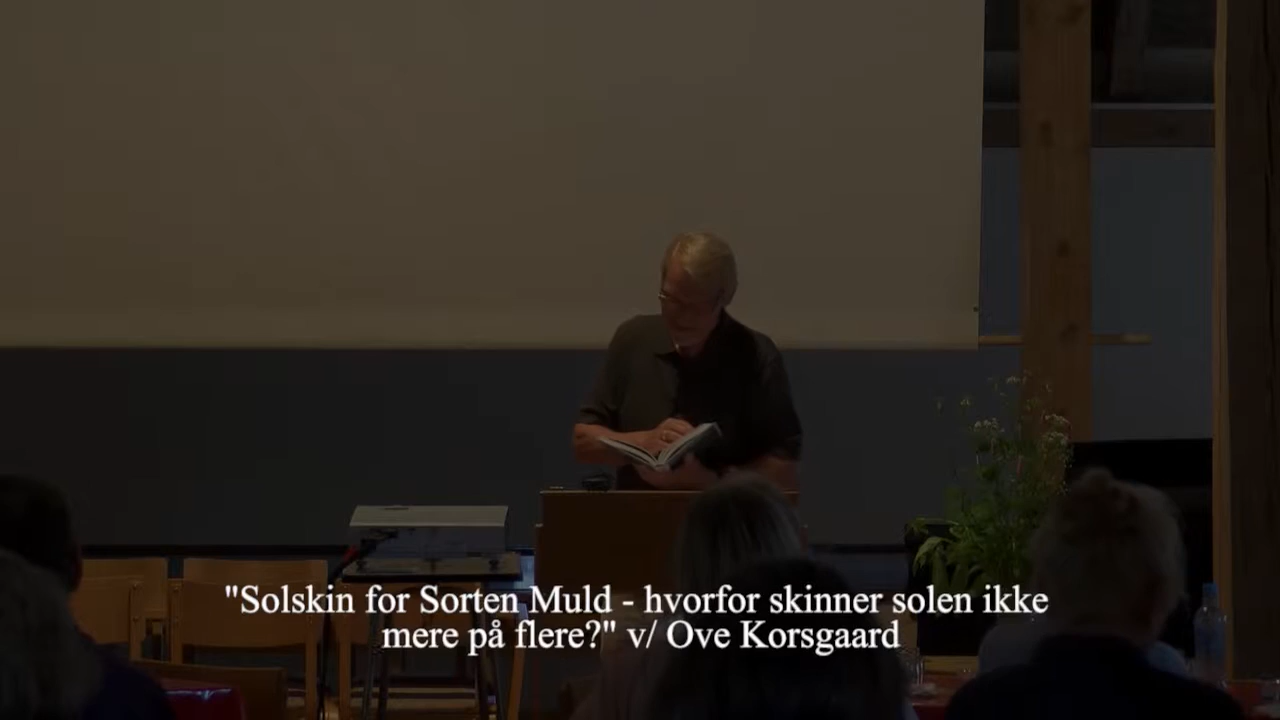 "Solskin for Sorten Muld - hvorfor skinner solen ikke
mere på flere?" v/ Ove Korsgaard